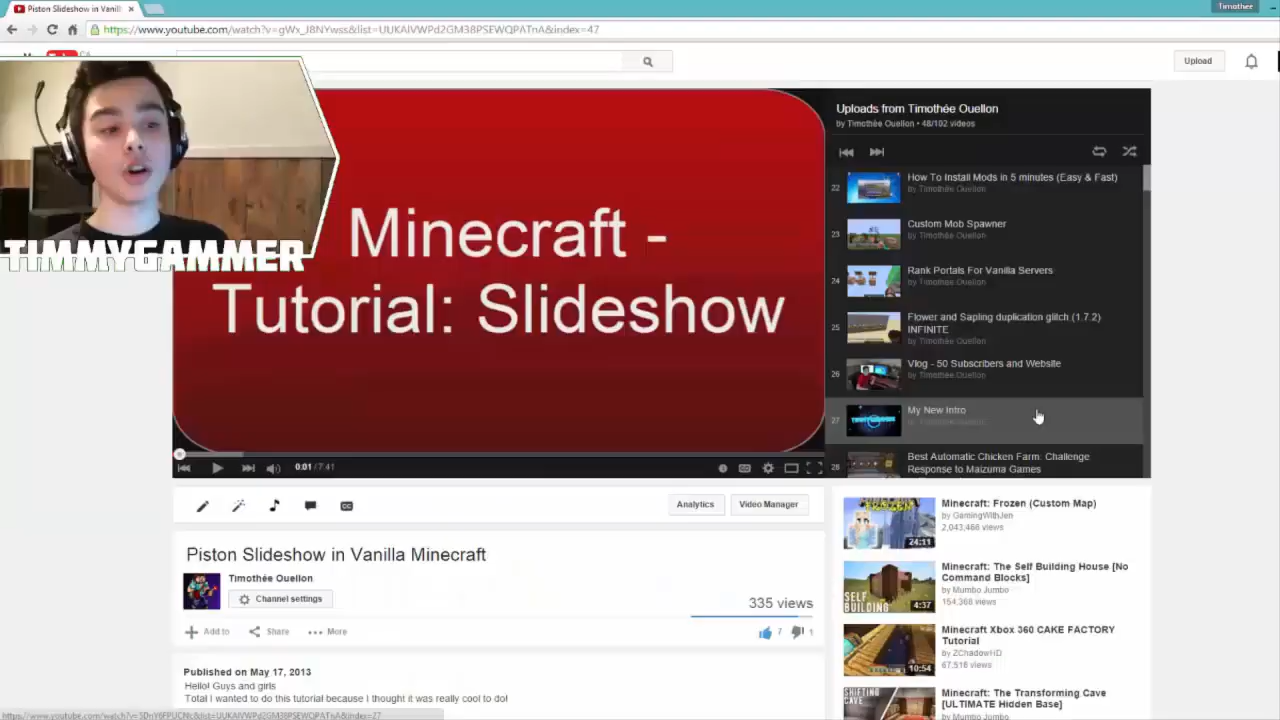 Piston Slideshow in Vanilla M
Timothee
https://www.youtube.com/watch?v=gWx_J8NYwss&list=UUKAlVWPd2GM38PSEWQPATnA&index=47
Upload
TIMMYGAMMER
Minecraft -
Tutorial: Slideshow
0:01 / 7:41
Uploads from Timothée Ouellon
by Timothée Ouellon • 48/102 videos
22
How To Install Mods in 5 minutes (Easy & Fast)
by Timothée Ouellon
23
Custom Mob Spawner
by Timothée Ouellon
24
Rank Portals For Vanilla Servers
by Timothée Ouellon
25
Flower and Sapling duplication glitch (1.7.2)
INFINITE
by Timothée Ouellon
26
Vlog - 50 Subscribers and Website
by Timothée Ouellon
27
My New Intro
by Timothée Ouellon
28
Best Automatic Chicken Farm: Challenge
Response to Maizuma Games
Analytics
Video Manager
Piston Slideshow in Vanilla Minecraft
Timothée Ouellon
Channel settings
335 views
Add to
Share
More
7
1
Published on May 17, 2013
Hello! Guys and girls
Total I wanted to do this tutorial because I thought it was really cool to do!
FROZEN
24:11
Minecraft: Frozen (Custom Map)
by GamingWithJen
2,043,466 views
SELF
BUILDING
4:37
Minecraft: The Self Building House [No
Command Blocks]
by Mumbo Jumbo
154,368 views
10:54
Minecraft Xbox 360 CAKE FACTORY
Tutorial
by ZChadowHD
67,516 views
SHIFTING
CAVE
Minecraft: The Transforming Cave
[ULTIMATE Hidden Base]
by Mumbo Jumbo